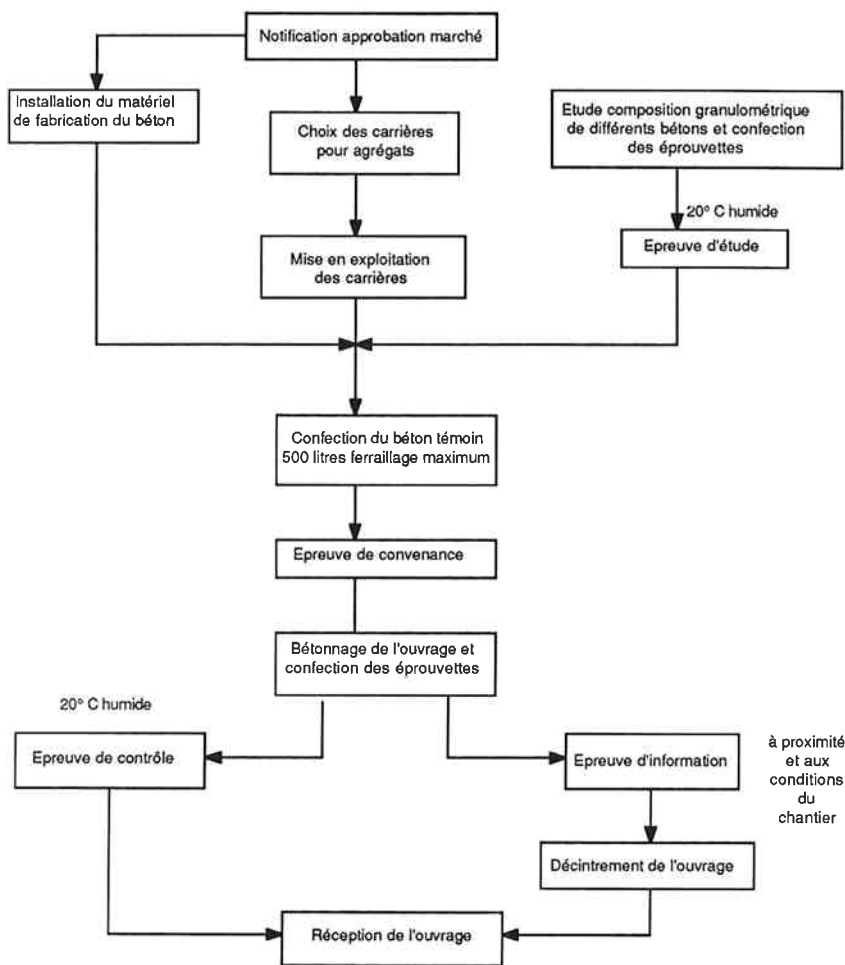 Notification approbation marché
Installation du matériel
de fabrication du béton
Choix des carrières
pour agrégats
Etude composition granulométrique
de différents bétons et confection
des éprouvettes
20° C humide
Epreuve d'étude
Mise en exploitation
des carrières
Confection du béton témoin
500 litres ferraillage maximum
Epreuve de convenance
Bétonnage de l'ouvrage et
confection des éprouvettes
20° C humide
Epreuve de contrôle
Epreuve d'information
à proximité
et aux
conditions
du
chantier
Décintrement de l'ouvrage
Réception de l'ouvrage